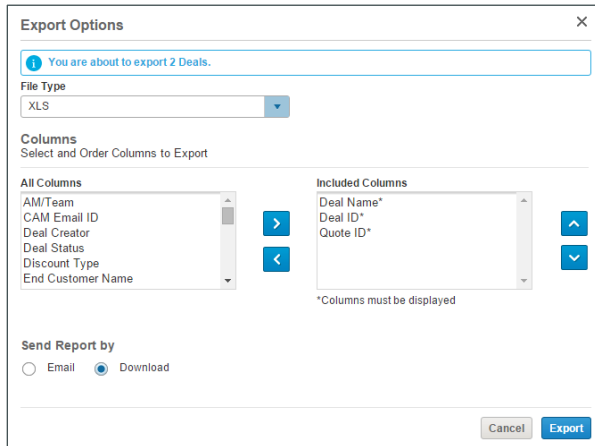 Export Options
You are about to export 2 Deals.
File Type
XLS
Columns
Select and Order Columns to Export
All Columns
AM/Team
CAM Email ID
Deal Creator
Deal Status
Discount Type
End Customer Name
Included Columns
Deal Name*
Deal ID*
Quote ID*
*Columns must be displayed
Send Report by
Email
Download
Cancel
Export